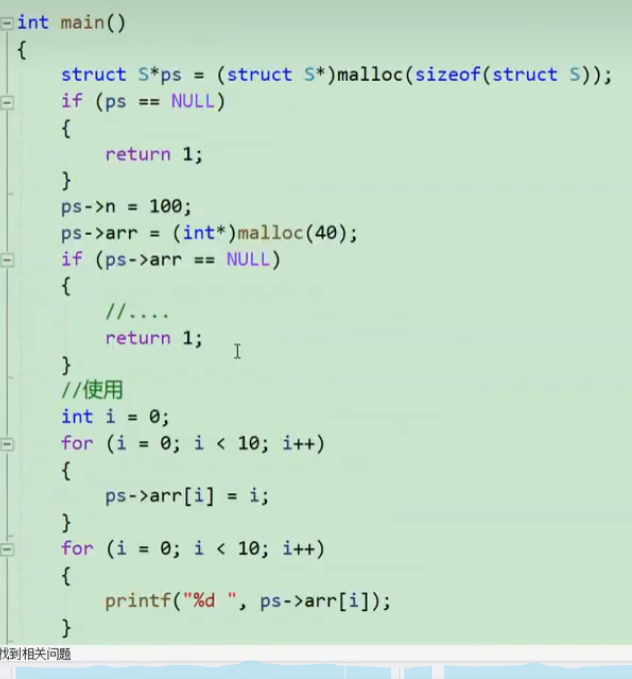 int main()
{
struct S*ps = (struct S*)malloc(sizeof(struct S));
if (ps == NULL)
{
return 1;
}
ps->n = 100;
ps->arr = (int*)malloc(40);
if (ps->arr == NULL)
{
//....
return 1;
}
//使用
int i = 0;
for (i = 0; i < 10; i++)
{
ps->arr[i] = i;
}
for (i = 0; i < 10; i++)
{
printf("%d ", ps->arr[i]);
}
找到相关问题